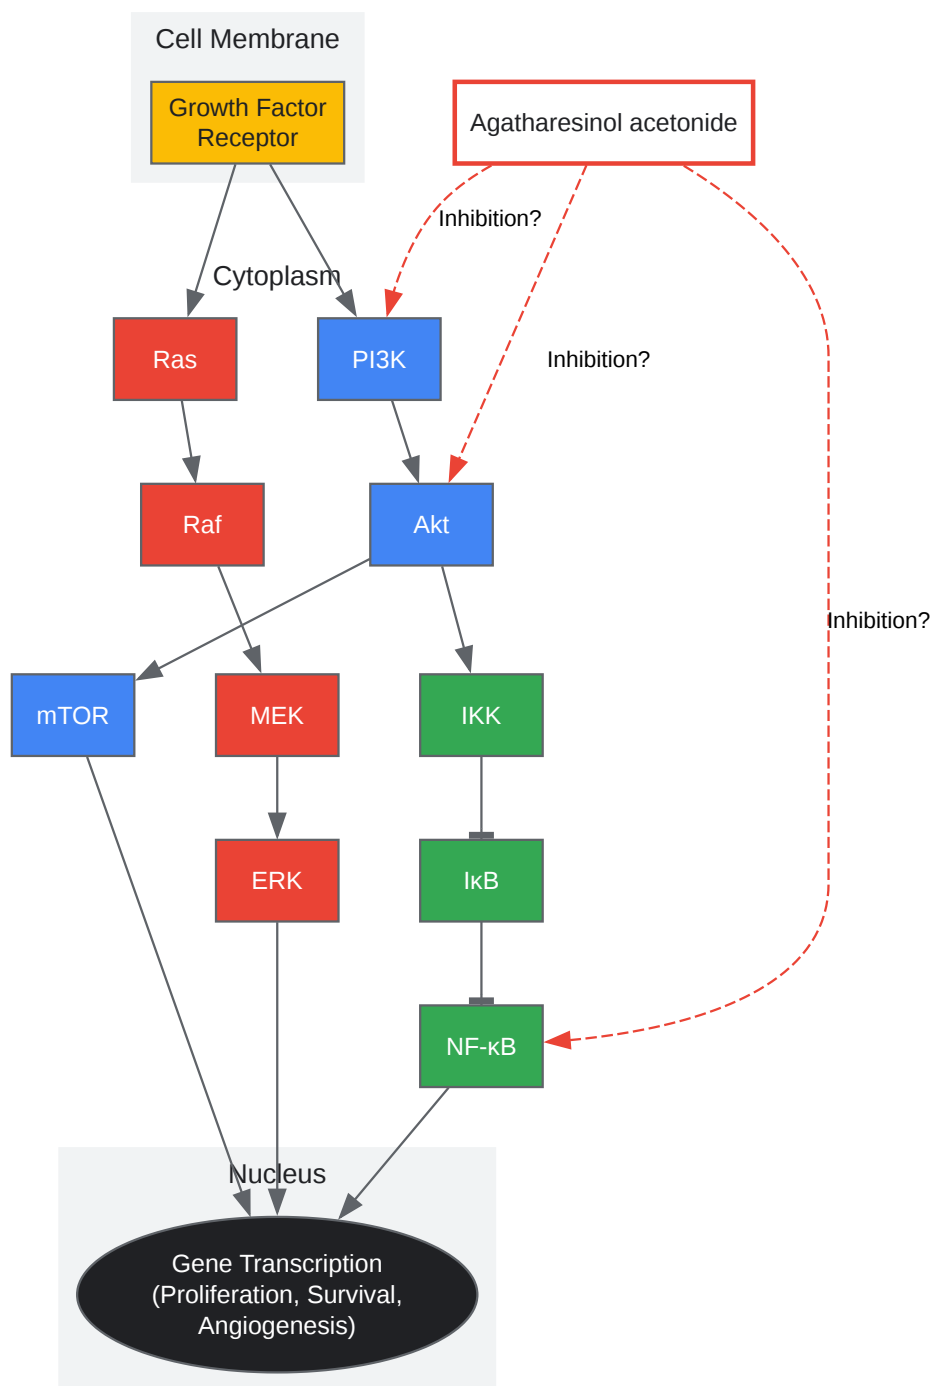 Cell Membrane
Growth Factor
Receptor
Agatharesinol acetonide
Inhibition?
Cytoplasm
Ras
PI3K
Inhibition?
Raf
Akt
Inhibition?
mTOR
MEK
IKK
ERK
IκB
NF-κB
Nucleus
Gene Transcription
(Proliferation, Survival,
Angiogenesis)